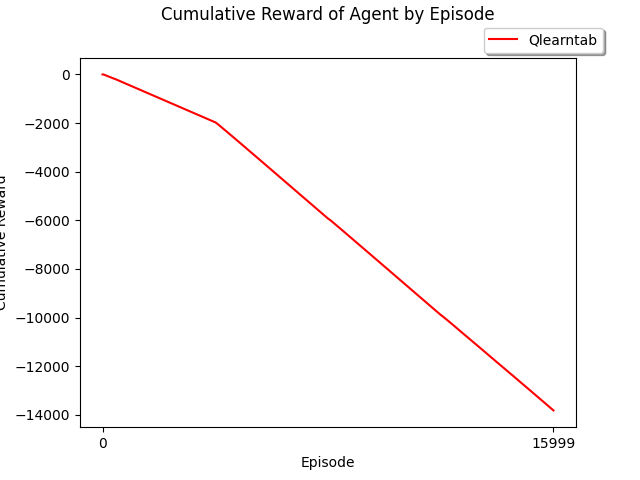 Cumulative Reward of Agent by Episode
Qlearntab
0
−2000
−4000
−6000
−8000
−10000
−12000
−14000
Cumulative Reward
0
15999
Episode